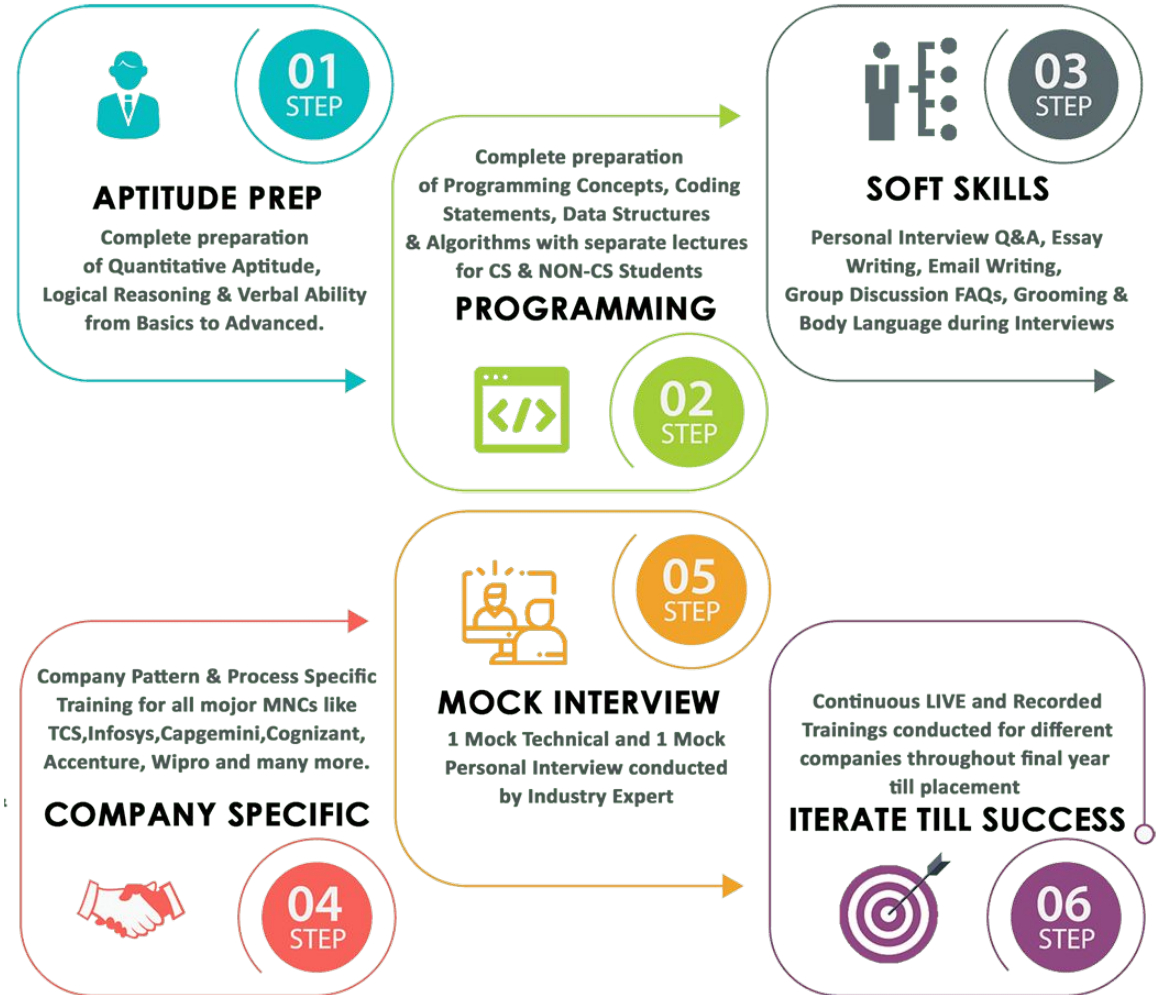 01
STEP
APTITUDE PREP
Complete preparation
of Quantitative Aptitude,
Logical Reasoning & Verbal Ability
from Basics to Advanced.
Complete preparation
of Programming Concepts, Coding
Statements, Data Structures
& Algorithms with separate lectures
for CS & NON-CS Students
PROGRAMMING
02
STEP
03
STEP
SOFT SKILLS
Personal Interview Q&A, Essay
Writing, Email Writing,
Group Discussion FAQs, Grooming &
Body Language during Interviews
Company Pattern & Process Specific
Training for all mojor MNCs like
TCS,Infosys,Capgemini,Cognizant,
Accenture, Wipro and many more.
COMPANY SPECIFIC
04
STEP
05
STEP
MOCK INTERVIEW
1 Mock Technical and 1 Mock
Personal Interview conducted
by Industry Expert
Continuous LIVE and Recorded
Trainings conducted for different
companies throughout final year
till placement
ITERATE TILL SUCCESS
06
STEP